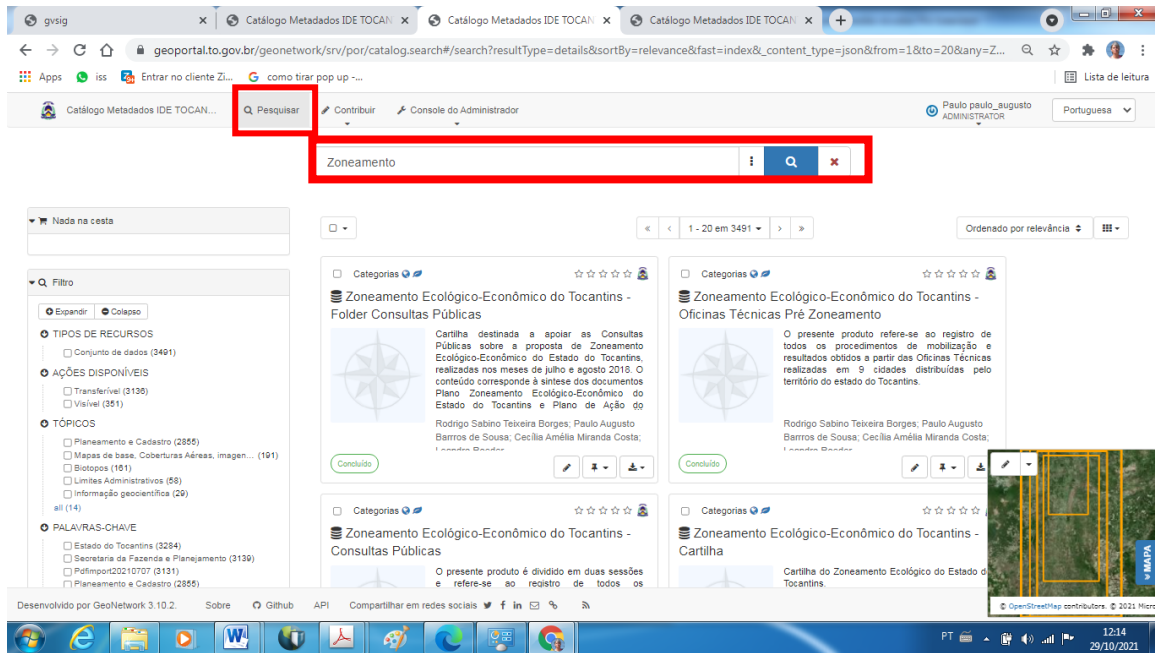 gvsig
Catálogo Metadados IDE TOCAN
Catálogo Metadados IDE TOCAN
Catálogo Metadados IDE TOCAN
geoportal.to.gov.br/geonetwork/srv/por/catalog.search#/search?resultType=details&sortBy=relevance&fast=index&_content_type=json&from=1&to=20&any=Z...
Apps iss Entrar no cliente Zi... como tirar pop up -... Lista de leitura
Catálogo Metadados IDE TOCAN... Pesquisar Contribuir Console do Administrador Paulo paulo_augusto
ADMINISTRATOR
Portuguesa
Zoneamento
Nada na cesta
1 - 20 em 3491
Ordenado por relevância
Filtro
Expandir Colapso
TIPOS DE RECURSOS
Conjunto de dados (3491)
AÇÕES DISPONÍVEIS
Transferível (3136)
Visível (351)
TÓPICOS
Planeamento e Cadastro (2855)
Mapas de base, Coberturas Aéreas, imagen... (191)
Biotopos (161)
Limites Administrativos (58)
Informação geocientífica (29)
all (14)
PALAVRAS-CHAVE
Estado do Tocantins (3284)
Secretaria da Fazenda e Planejamento (3139)
Pdfimport20210707 (3131)
Planeamento e Cadastro (2855)
Categorias
Zoneamento Ecológico-Econômico do Tocantins -
Folder Consultas Públicas
Cartilha destinada a apoiar as Consultas
Públicas sobre a proposta de Zoneamento
Ecológico-Econômico do Estado do Tocantins,
realizadas nos meses de julho e agosto 2018. O
conteúdo corresponde à síntese dos documentos
Plano Zoneamento Ecológico-Econômico do
Estado do Tocantins e Plano de Ação do
Rodrigo Sabino Teixeira Borges; Paulo Augusto
Barrros de Sousa; Cecília Amélia Miranda Costa;
Concluído
Categorias
Zoneamento Ecológico-Econômico do Tocantins -
Oficinas Técnicas Pré Zoneamento
O presente produto refere-se ao registro de
todos os procedimentos de mobilização e
resultados obtidos a partir das Oficinas Técnicas
realizadas em 9 cidades distribuídas pelo
território do estado do Tocantins.
Rodrigo Sabino Teixeira Borges; Paulo Augusto
Barrros de Sousa; Cecília Amélia Miranda Costa;
Concluído
Categorias
Zoneamento Ecológico-Econômico do Tocantins -
Consultas Públicas
O presente produto é dividido em duas sessões
e refere-se ao registro de todos os
Categorias
Zoneamento Ecológico-Econômico do Tocantins -
Cartilha
Cartilha do Zoneamento Ecológico do Estado d
Tocantins.
MAPA
© OpenStreetMap contributors. © 2021 Micro
Desenvolvido por GeoNetwork 3.10.2. Sobre Github API Compartilhar em redes sociais
PT 12:14
29/10/2021